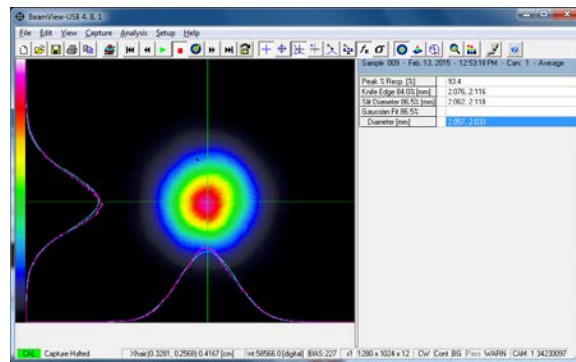 BeamView-USB 4. 8. 1
File Edit View Capture Analysis Setup Help
Sample 009 - Feb. 13, 2015 - 12:53:18 PM - Cam: 1 - Average
Peak % Resp. [%] 93.4
Knife Edge 84.0% [mm] 2.076, 2.116
Slit Diameter 86.5% [mm] 2.062, 2.118
Gaussian Fit 86.5%
Diameter [mm] 2.057, 2.033
CAL Capture Halted Xhair(0.3281, 0.2568) 0.4167 [cm] Int:58566.0 [digital] BIAS: 227 x1 1280 x 1024 x 12 CW Cont BG Pass WARN CAM: 1 34230097